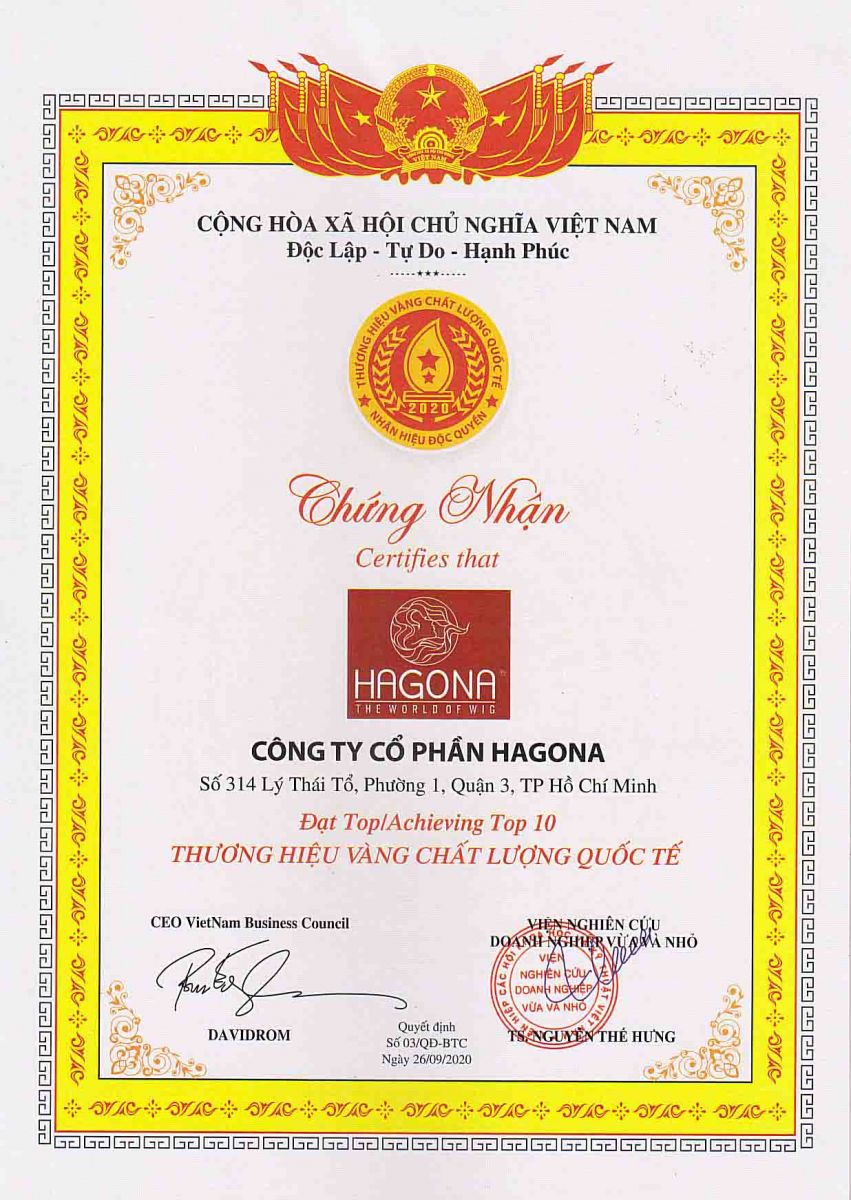 VIỆT NAM
CỘNG HÒA XÃ HỘI CHỦ NGHĨA VIỆT NAM
Độc Lập - Tự Do - Hạnh Phúc
THƯƠNG HIỆU VÀNG CHẤT LƯỢNG QUỐC TẾ
2020
NHÃN HIỆU ĐỘC QUYỀN
Chứng Nhận
Certifies that
HAGONA
THE WORLD OF WIG
CÔNG TY CỔ PHẦN HAGONA
Số 314 Lý Thái Tổ, Phường 1, Quận 3, TP Hồ Chí Minh
Đạt Top/Achieving Top 10
THƯƠNG HIỆU VÀNG CHẤT LƯỢNG QUỐC TẾ
CEO VietNam Business Council
VIỆN NGHIÊN CỨU
DOANH NGHIỆP VỪA VÀ NHỎ
VIỆN
NGHIÊN CỨU
DOANH NGHIỆP
VỪA VÀ NHỎ
DAVIDROM
Quyết định
Số 03/QĐ-BTC
Ngày 26/09/2020
TS. NGUYỄN THẾ HƯNG